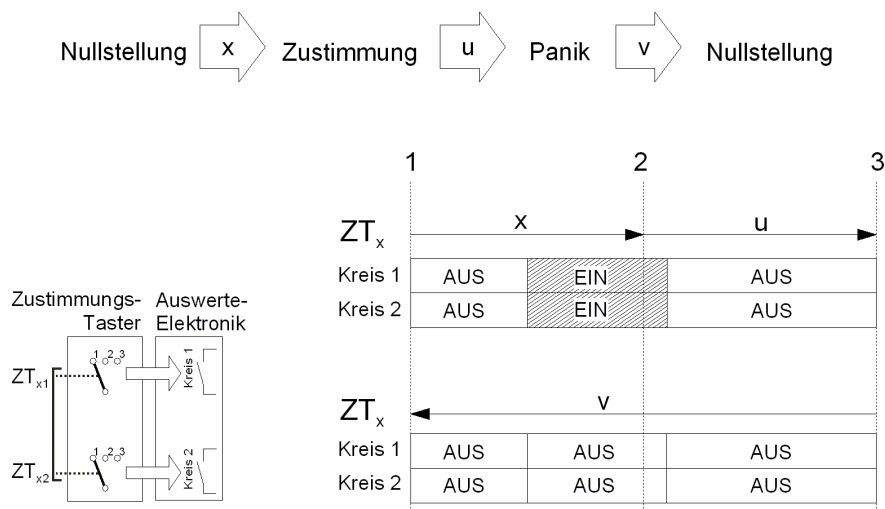 Nullstellung x Zustimmung u Panik v Nullstellung
1 2 3
ZTx x u
Kreis 1 AUS EIN AUS
Kreis 2 AUS EIN AUS
Zustimmungs-Taster
Auswerte-Elektronik
1 2 3
ZTx1
Kreis 1
1 2 3
ZTx2
Kreis 2
ZTx v
Kreis 1 AUS AUS AUS
Kreis 2 AUS AUS AUS